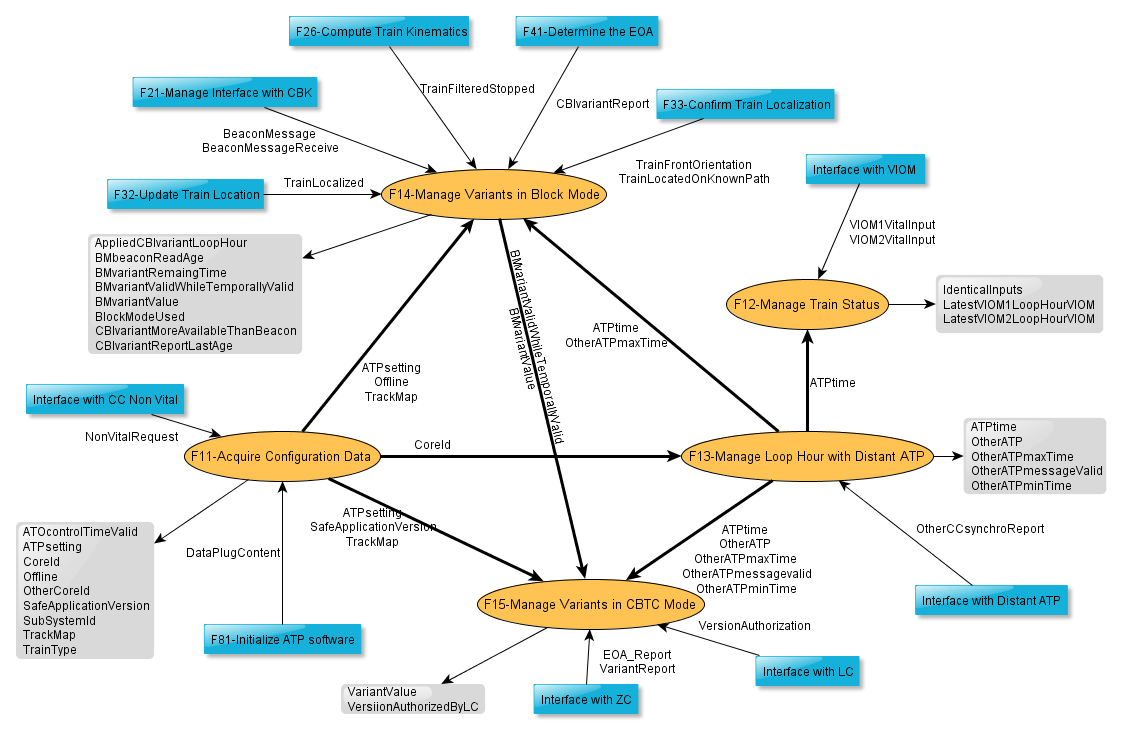 F26-Compute Train Kinematics
F41-Determine the EOA
F21-Manage Interface with CBK
TrainFilteredStopped
CBIvariantReport
F33-Confirm Train Localization
BeaconMessage
BeaconMessageReceive
TrainFrontOrientation
TrainLocatedOnKnownPath
Interface with VIOM
F32-Update Train Location
TrainLocalized
F14-Manage Variants in Block Mode
VIOM1VitalInput
VIOM2VitalInput
AppliedCBIvariantLoopHour
BMbeaconReadAge
BMvariantRemaingTime
BMvariantValidWhileTemporallyValid
BMvariantValue
BlockModeUsed
CBIvariantMoreAvailableThanBeacon
CBIvariantReportLastAge
BMvariantValidWhileTemporallyValid
BMvariantValue
F12-Manage Train Status
IdenticalInputs
LatestVIOM1LoopHourVIOM
LatestVIOM2LoopHourVIOM
ATPtime
OtherATPmaxTime
ATPsetting
Offline
TrackMap
ATPtime
Interface with CC Non Vital
NonVitalRequest
F11-Acquire Configuration Data
CoreId
F13-Manage Loop Hour with Distant ATP
ATPtime
OtherATP
OtherATPmaxTime
OtherATPmessageValid
OtherATPminTime
ATPsetting
SafeApplicationVersion
TrackMap
ATPtime
OtherATP
OtherATPmaxTime
OtherATPmessagevalid
OtherATPminTime
OtherCCsynchroReport
ATOcontrolTimeValid
ATPsetting
CoreId
Offline
OtherCoreId
SafeApplicationVersion
SubSystemId
TrackMap
TrainType
DataPlugContent
F15-Manage Variants in CBTC Mode
Interface with Distant ATP
F81-Initialize ATP software
VersionAuthorization
EOA_Report
VariantReport
Interface with LC
VariantValue
VersiionAuthorizedByLC
Interface with ZC